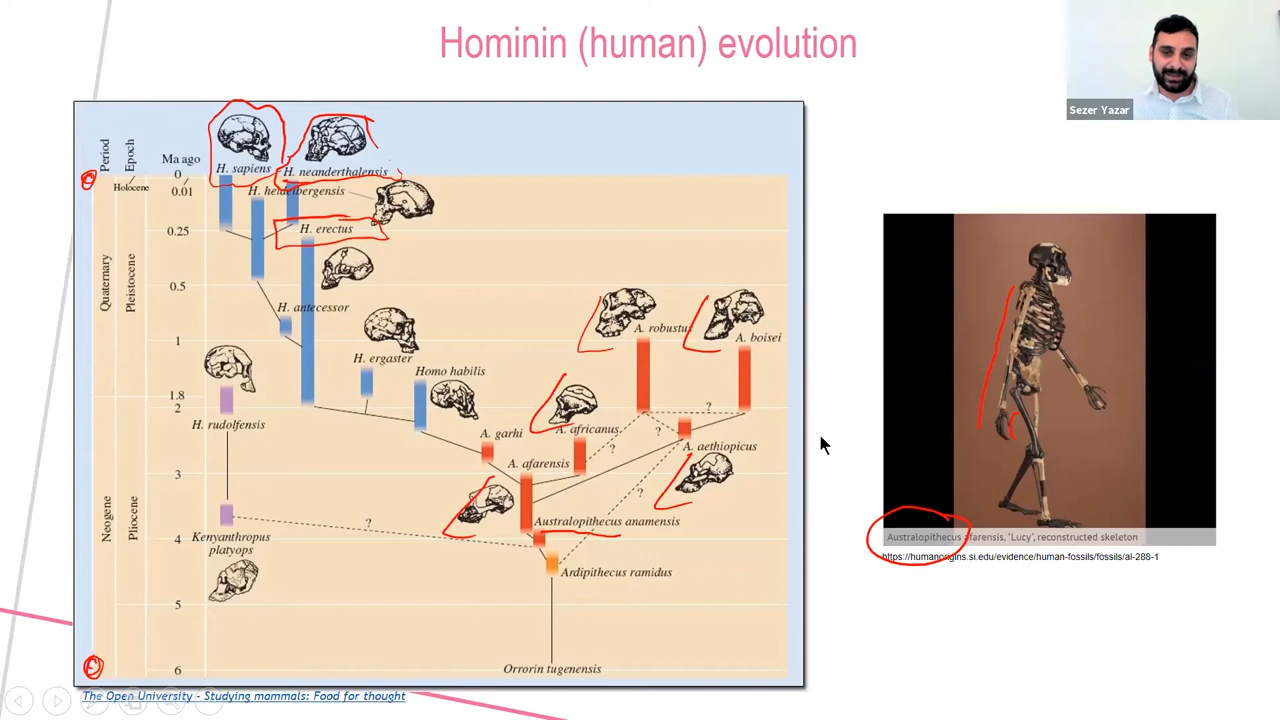 Hominin (human) evolution
Sezer Yazar
Period
Epoch
Ma ago
H. sapiens
H. neanderthalensis
0
Holocene
0.01
H. heidelbergensis
0.25
H. erectus
Quaternary
Pleistocene
0.5
H. antecessor
A. robustus
1
A. boisei
H. ergaster
Homo habilis
1.8
2
?
H. rudolfensis
A. garhi
A. africanus
?
?
A. aethiopicus
A. afarensis
3
?
Neogene
Pliocene
?
Australopithecus anamensis
Kenyanthropus
platyops
4
Ardipithecus ramidus
5
Orrorin tugenensis
6
Australopithecus afarensis, "Lucy", reconstructed skeleton
https://humanorigins.si.edu/evidence/human-fossils/fossils/al-288-1
The Open University - Studying mammals: Food for thought